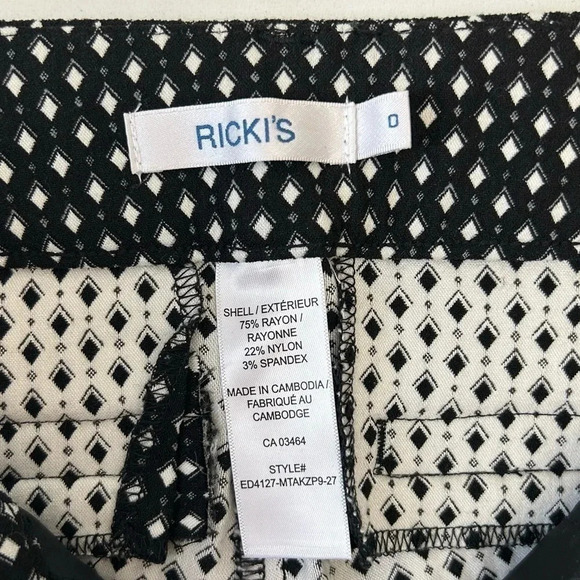 RICKI'S
0
SHELL / EXTÉRIEUR
75% RAYON /
RAYONNE
22% NYLON
3% SPANDEX
MADE IN CAMBODIA /
FABRIQUÉ AU
CAMBODGE
CA 03464
STYLE#
ED4127-MTAKZP9-27